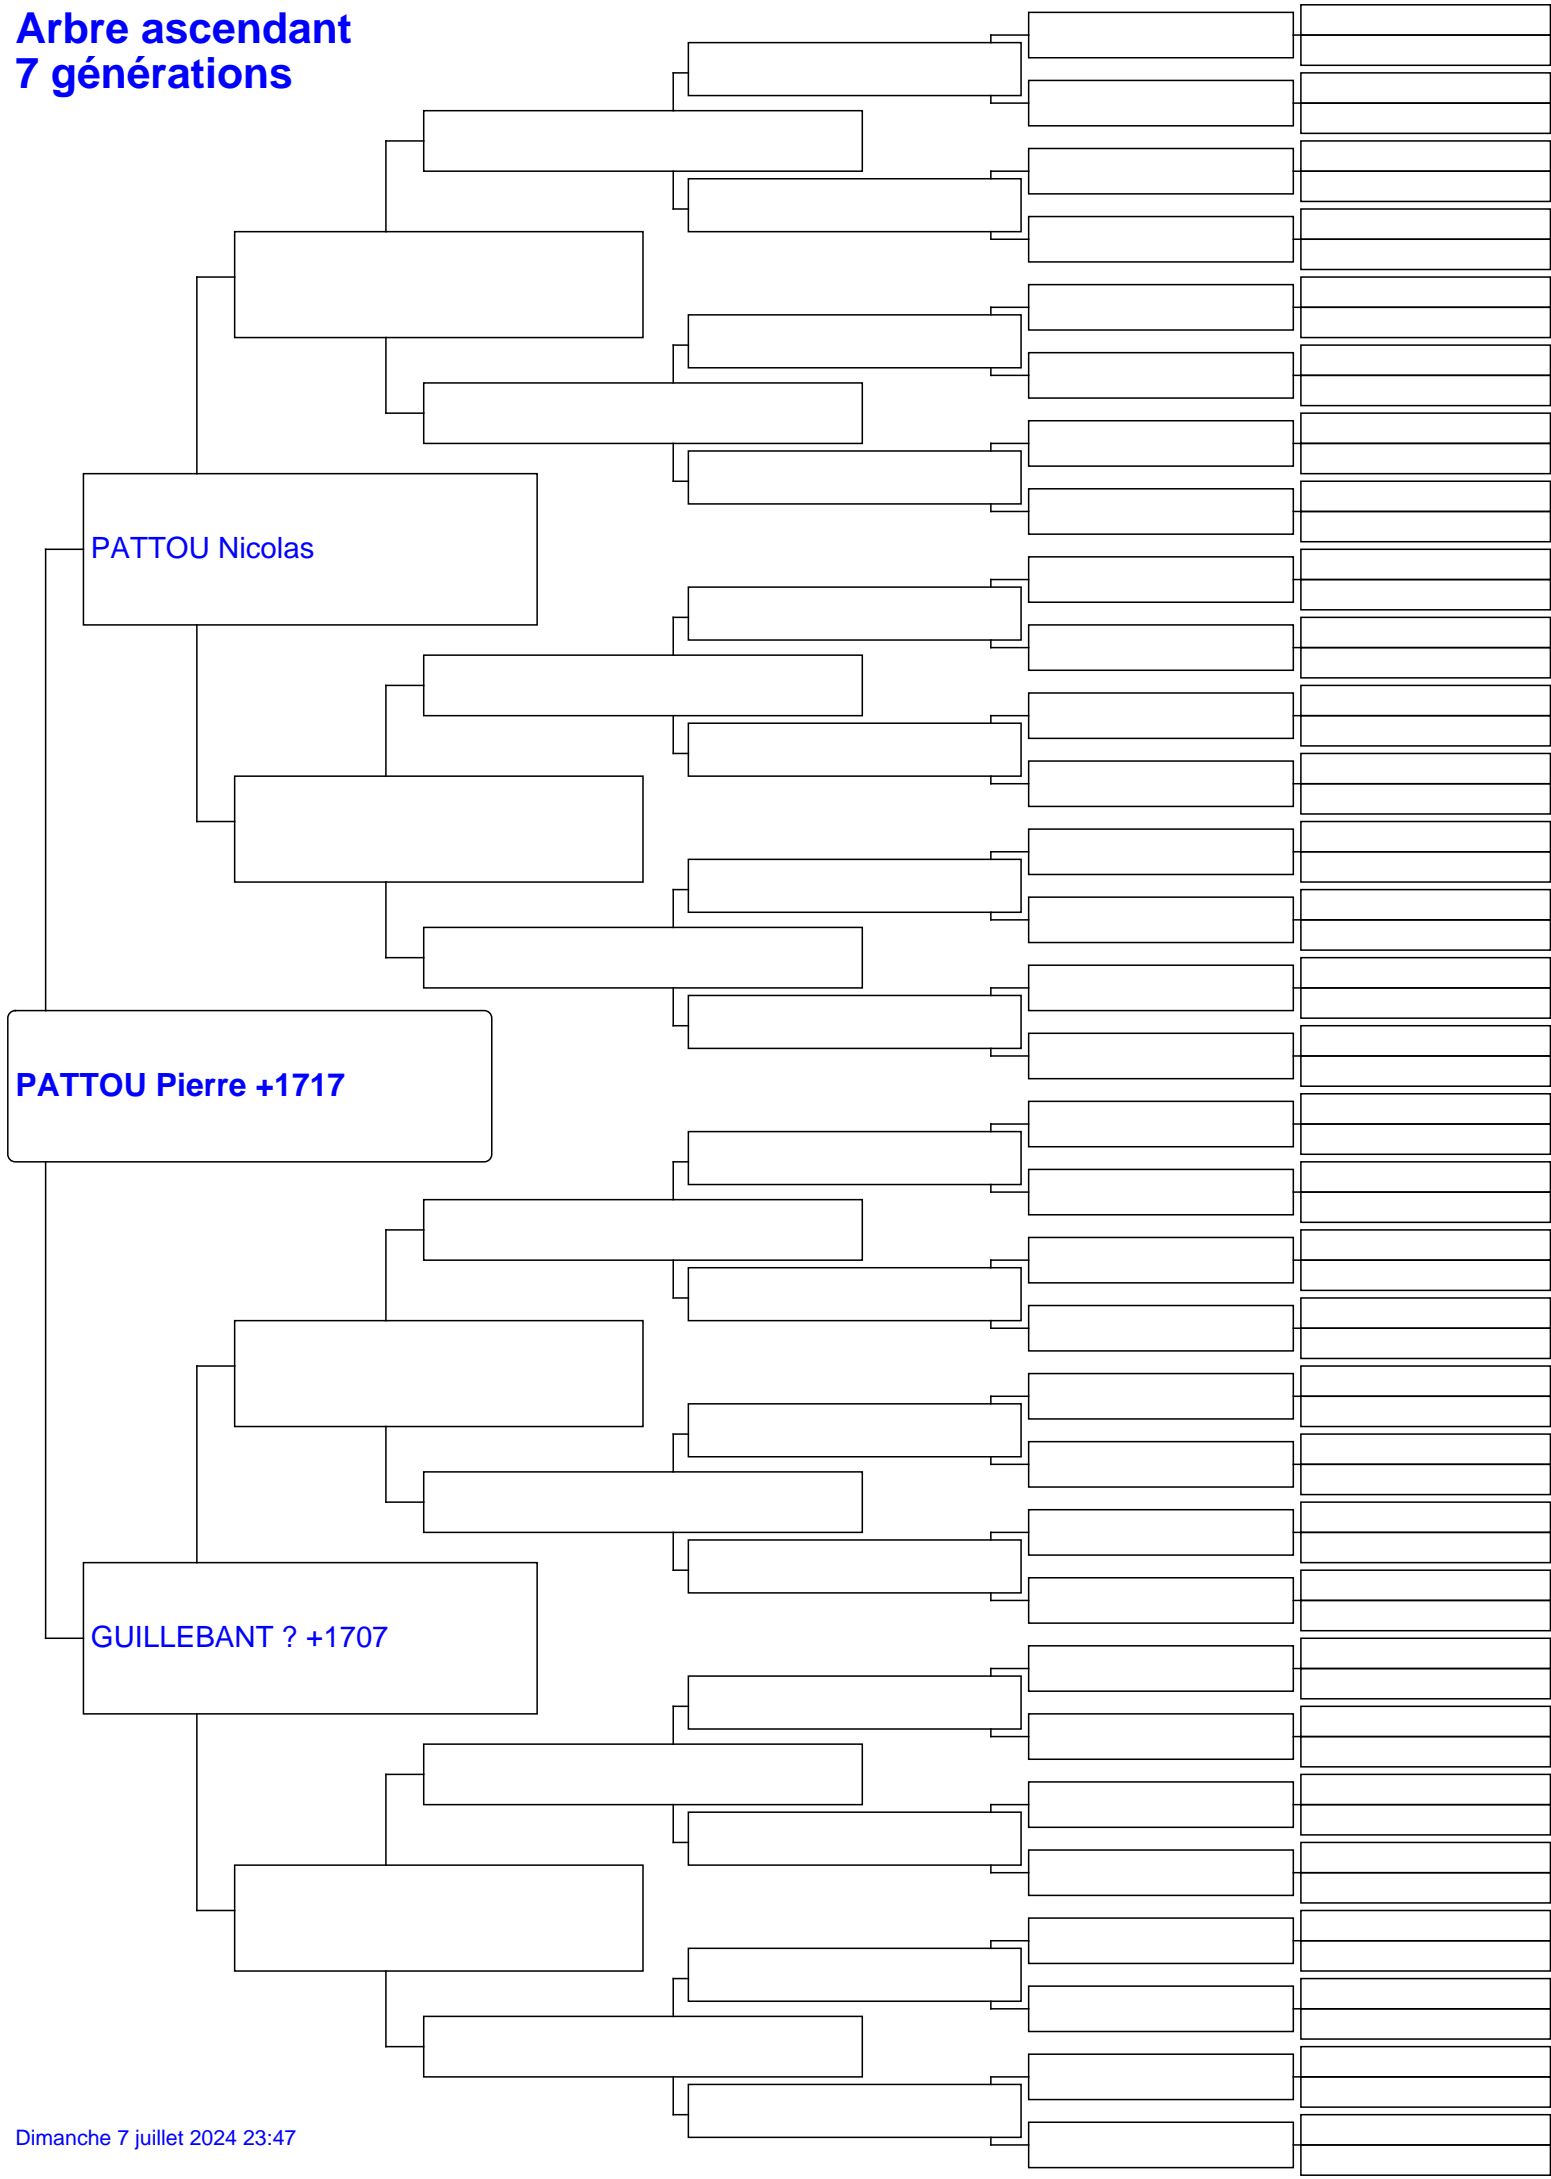 Arbre ascendant
7 générations
PATTOU Nicolas
PATTOU Pierre +1717
GUILLEBANT ? +1707
Dimanche 7 juillet 2024 23:47